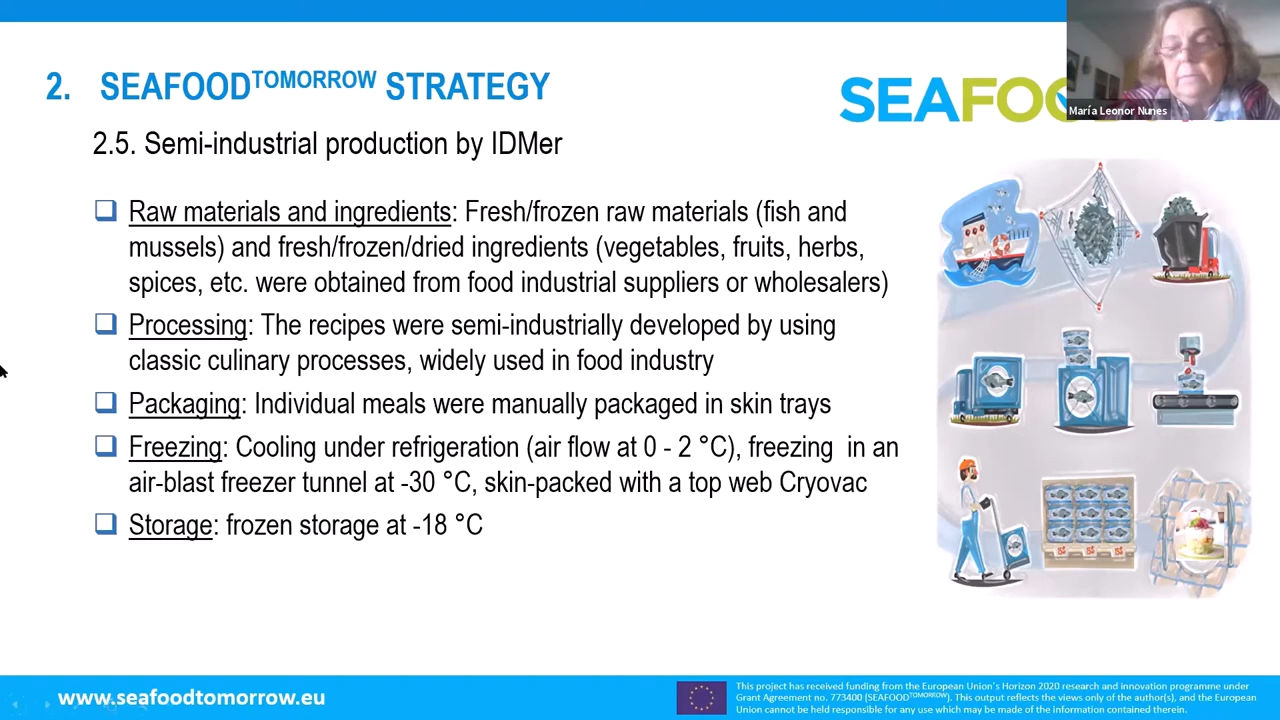 2. SEAFOODTOMORROW STRATEGY
SEAFOO
María Leonor Nunes
2.5. Semi-industrial production by IDMer
Raw materials and ingredients: Fresh/frozen raw materials (fish and
mussels) and fresh/frozen/dried ingredients (vegetables, fruits, herbs,
spices, etc. were obtained from food industrial suppliers or wholesalers)
Processing: The recipes were semi-industrially developed by using
classic culinary processes, widely used in food industry
Packaging: Individual meals were manually packaged in skin trays
Freezing: Cooling under refrigeration (air flow at 0 - 2 °C), freezing in an
air-blast freezer tunnel at -30 °C, skin-packed with a top web Cryovac
Storage: frozen storage at -18 °C
www.seafoodtomorrow.eu
This project has received funding from the European Union's Horizon 2020 research and innovation programme under
Grant Agreement no. 773400 (SEAFOODTOMORROW). This output reflects the views only of the author(s), and the European
Union cannot be held responsible for any use which may be made of the information contained therein.